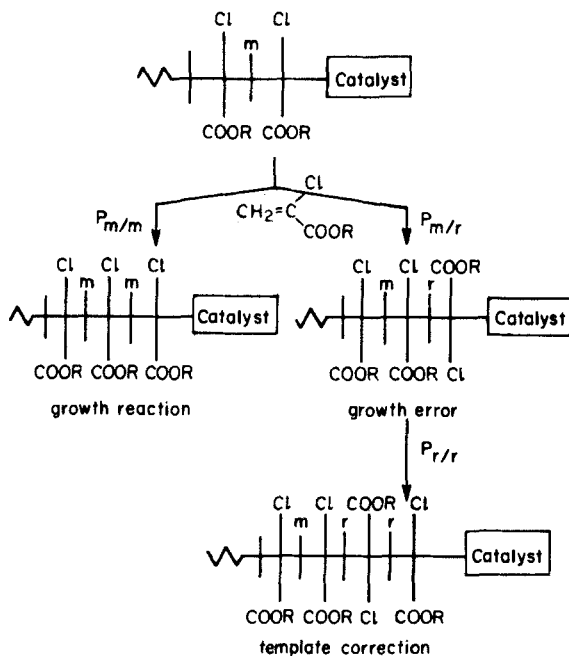 Cl Cl
m
Catalyst
COOR COOR
Cl
CH₂=C
COOR
Pm/m
Pm/r
Cl Cl Cl
m m
Catalyst
COOR COOR COOR
growth reaction
Cl Cl COOR
m r
Catalyst
COOR COOR Cl
growth error
Pr/r
Cl Cl COOR Cl
m r r
Catalyst
COOR COOR Cl COOR
template correction